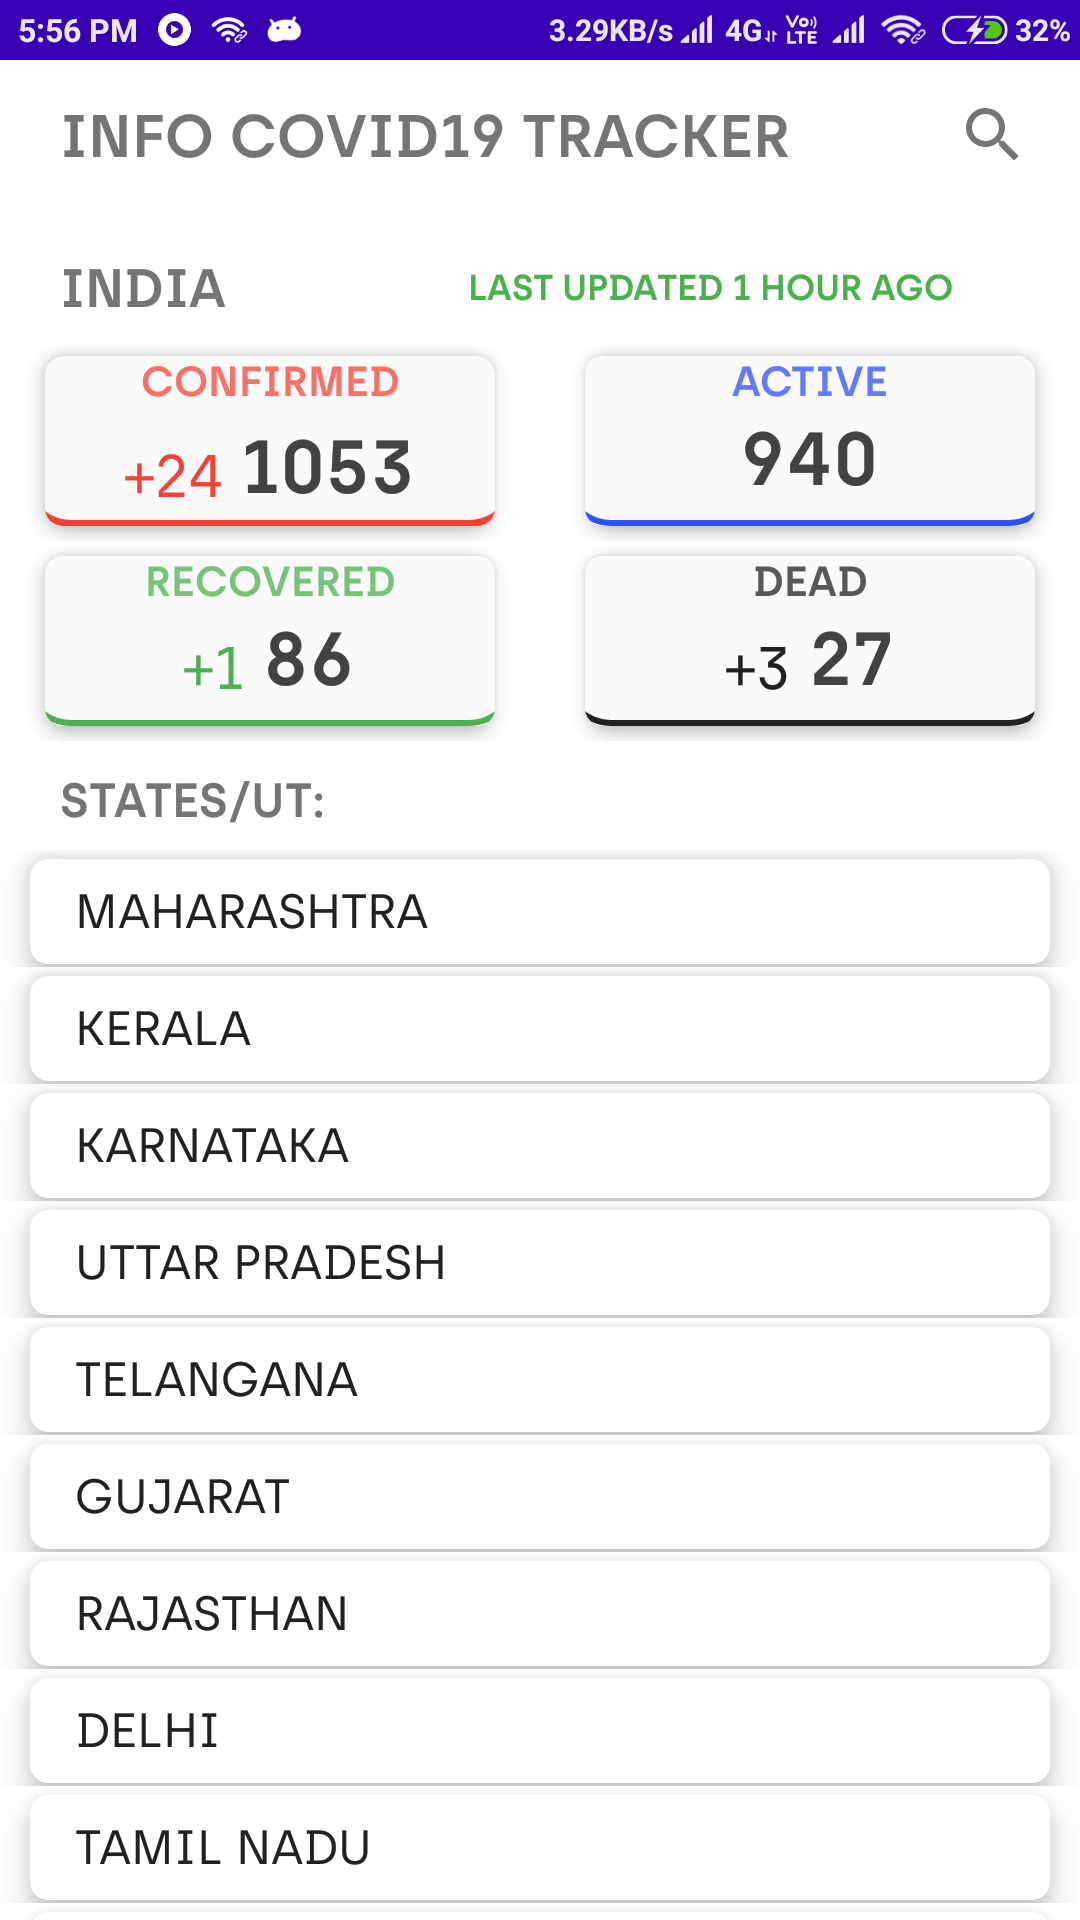 5:56 PM 3.29KB/s 4G VoLTE 32%
INFO COVID19 TRACKER
INDIA LAST UPDATED 1 HOUR AGO
CONFIRMED ACTIVE
+24 1053 940
RECOVERED DEAD
+1 86 +3 27
STATES/UT:
MAHARASHTRA
KERALA
KARNATAKA
UTTAR PRADESH
TELANGANA
GUJARAT
RAJASTHAN
DELHI
TAMIL NADU